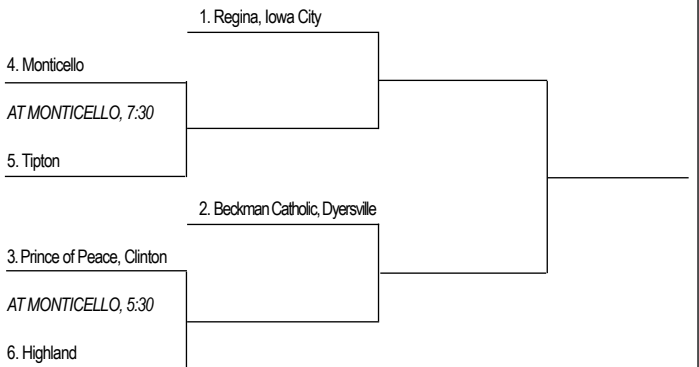 1. Regina, Iowa City
4. Monticello
AT MONTICELLO, 7:30
5. Tipton
2. Beckman Catholic, Dyersville
3. Prince of Peace, Clinton
AT MONTICELLO, 5:30
6. Highland